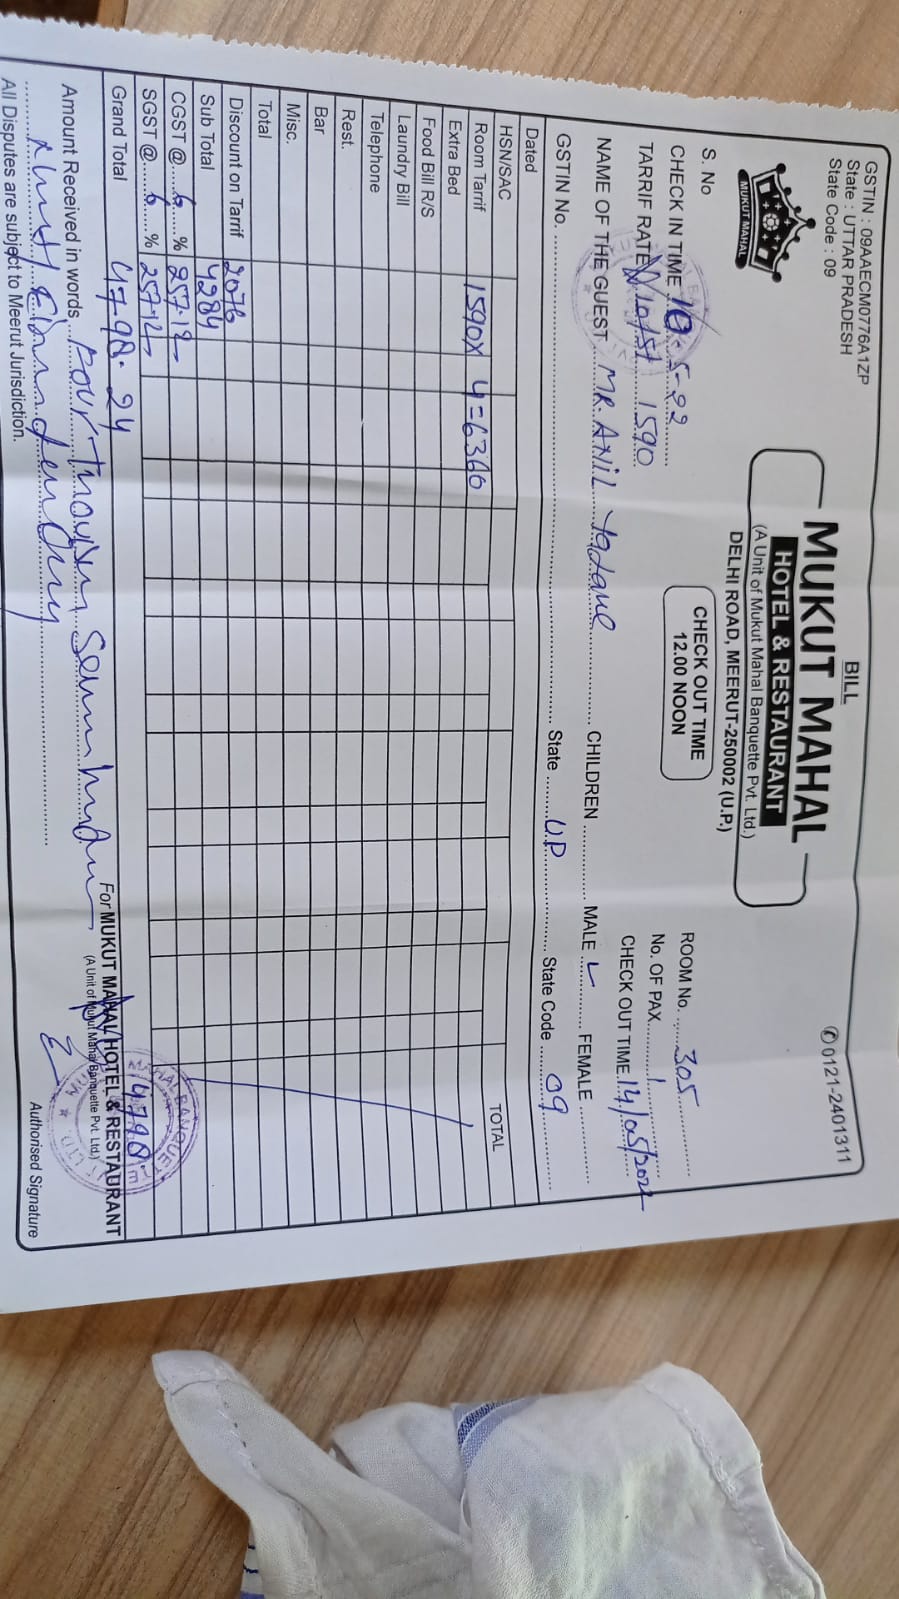 GSTIN : 09AAECM0776A1ZP
State : UTTAR PRADESH
State Code : 09
BILL
✆0121-2401311
MUKUT MAHAL
MUKUT MAHAL
HOTEL & RESTAURANT
(A Unit of Mukut Mahal Banquette Pvt. Ltd.)
DELHI ROAD, MEERUT-250002 (U.P.)
S. No
CHECK OUT TIME
12.00 NOON
ROOM No. 305
CHECK IN TIME 10-5-22
No. OF PAX 1
TARRIF RATE 1590
CHECK OUT TIME 14/05/2022
NAME OF THE GUEST MR. ANIL
CHILDREN MALE FEMALE
GSTIN No. State U.P State Code 09
Dated
HSN/SAC TOTAL
Room Tarrif 1590X 4=6360
Extra Bed
Food Bill R/S
Laundry Bill
Telephone
Rest.
Bar
Misc.
Total
Discount on Tarrif 2076
Sub Total 4284
CGST @ 6 % 257.12
SGST @ 6 % 257.12
Grand Total 4798.24 4798
Amount Received in words Four
For MUKUT MAHAL HOTEL & RESTAURANT
(A Unit of Mukut Mahal Banquette Pvt. Ltd.)
All Disputes are subject to Meerut Jurisdiction.
Authorised Signature